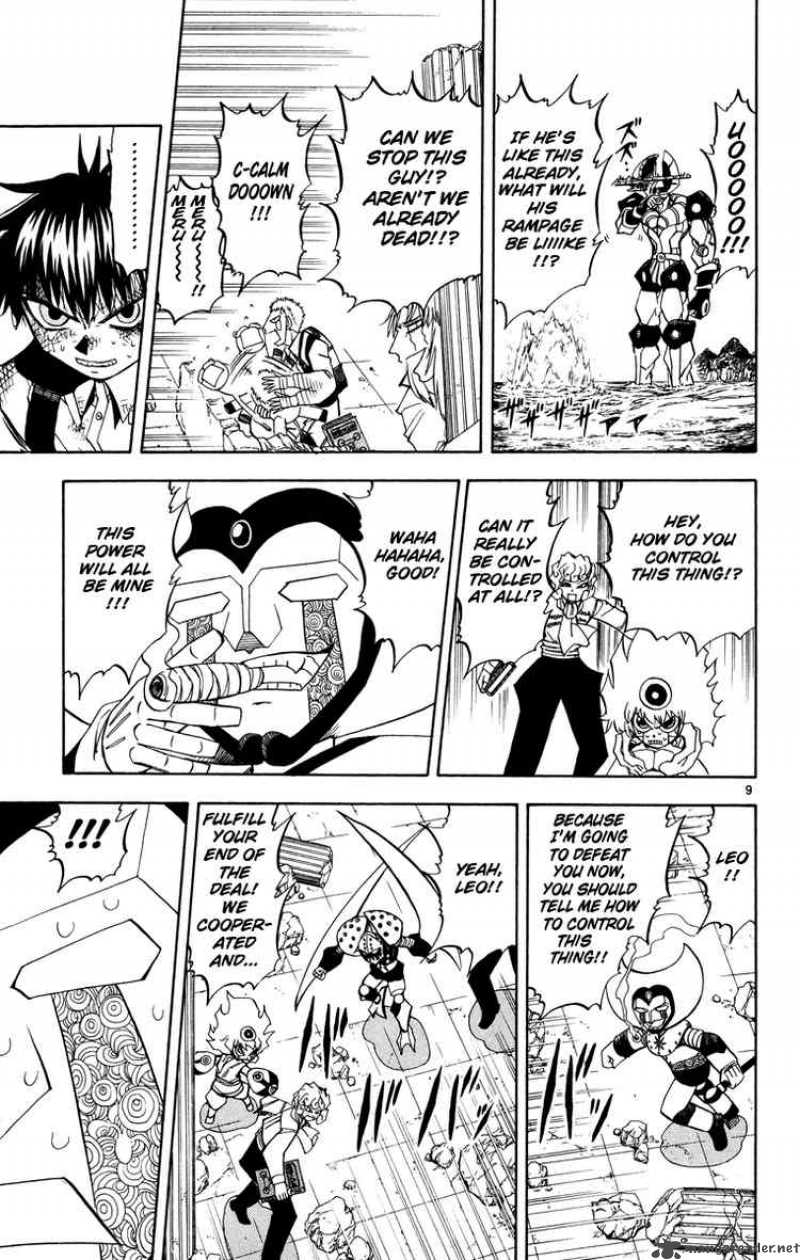 UOOOOO!!!
ズズ…
IF HE'S
LIKE THIS
ALREADY,
WHAT WILL
HIS
RAMPAGE
BE LIIIIKE
!!?
CAN WE
STOP THIS
GUY!?
AREN'T WE
ALREADY
DEAD!!?
C-CALM
DOOOWN
!!!
MERU~~~!!
MERU~~~
.........
HEY,
HOW DO YOU
CONTROL
THIS THING!?
CAN IT
REALLY
BE CON-
TROLLED
AT ALL!?
WAHA
HAHAHA,
GOOD!
THIS
POWER
WILL ALL
BE MINE
!!!
9
LEO
!!
BECAUSE
I'M GOING
TO DEFEAT
YOU NOW,
YOU SHOULD
TELL ME HOW
TO CONTROL
THIS
THING!!
YEAH,
LEO!!
FULFILL
YOUR
END OF
THE
DEAL!
WE
COOPER-
ATED
AND...
!!!